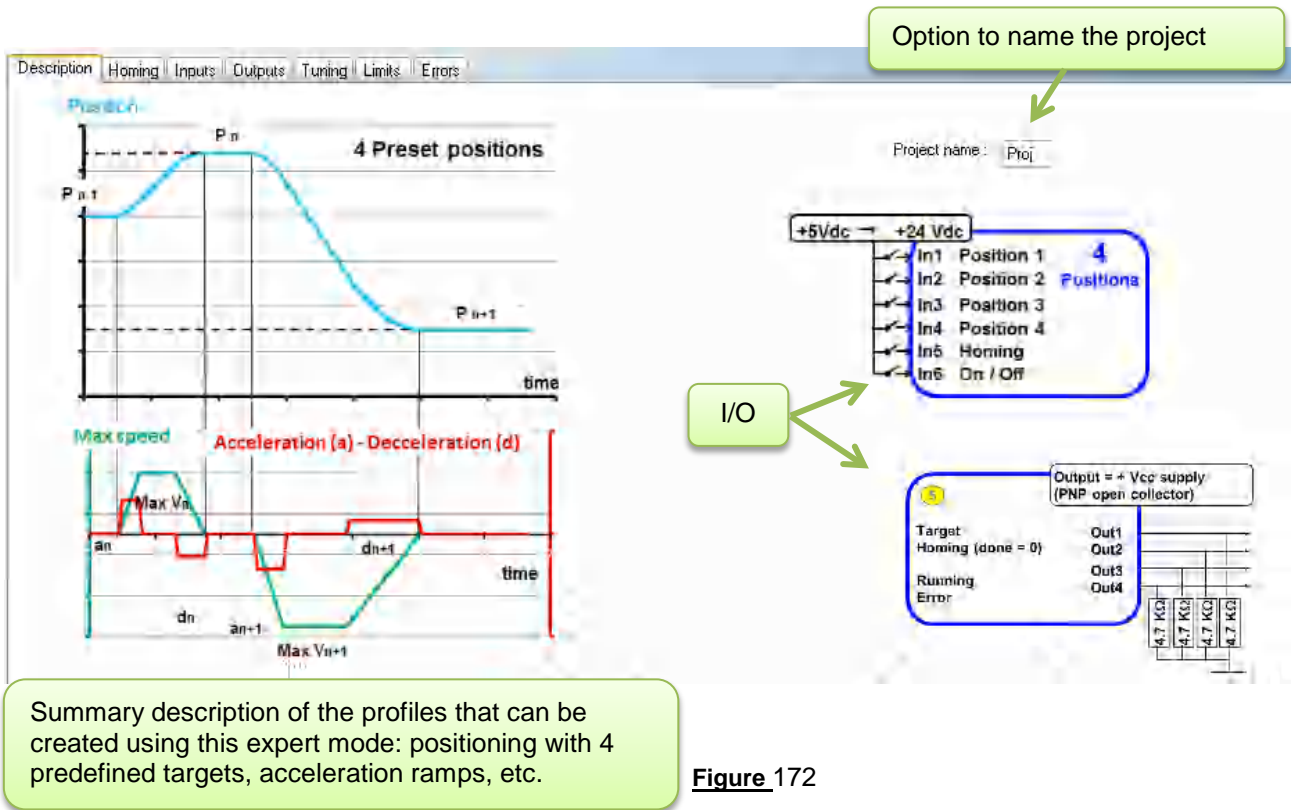 Option to name the project
Description Homing Inputs Outputs Tuning Limits Errors
Position
P n
4 Preset positions
P n-1
P n+1
time
Max speed
Acceleration (a) - Decceleration (d)
Max Vn
an
dn+1
time
dn
an+1
Max Vn+1
Project name : Proj
+5Vdc → +24 Vdc
In1 Position 1
In2 Position 2
In3 Position 3
In4 Position 4
In5 Homing
In6 On / Off
4
Positions
I/O
5
Output = + Vcc supply
(PNP open collector)
Target Out1
Homing (done = 0) Out2
Running Out3
Error Out4
4.7 KΩ
4.7 KΩ
4.7 KΩ
4.7 KΩ
Summary description of the profiles that can be
created using this expert mode: positioning with 4
predefined targets, acceleration ramps, etc.
Figure 172